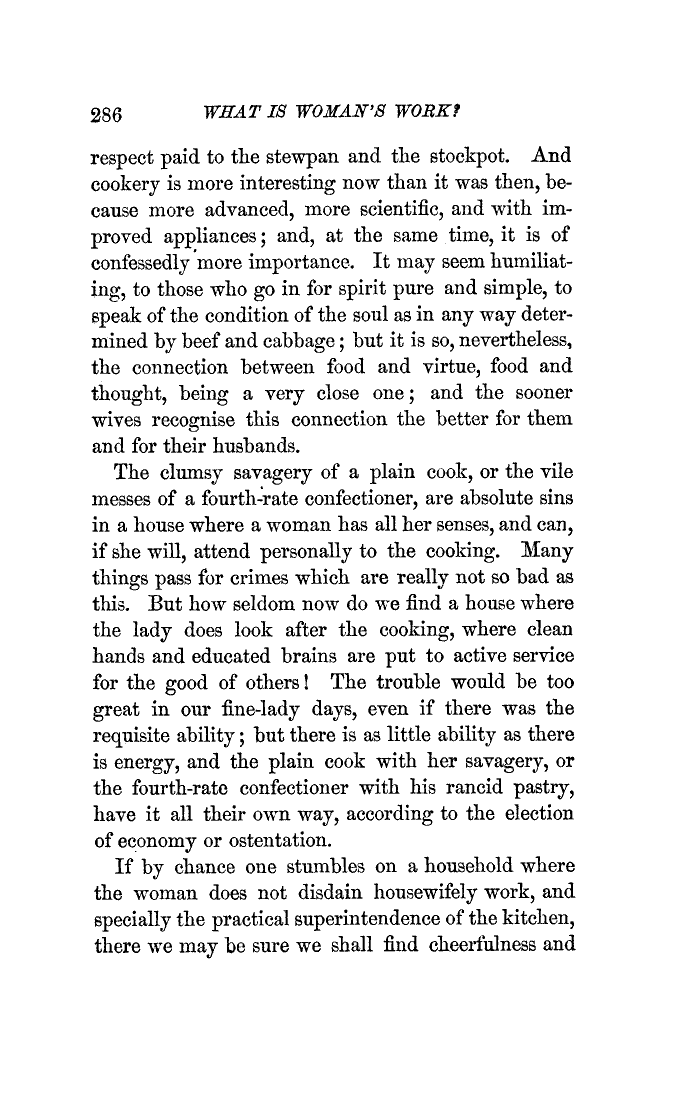 286 WHAT IS WOMAN'S WORK?
respect paid to the stewpan and the stockpot. And
cookery is more interesting now than it was then, be-
cause more advanced, more scientific, and with im-
proved appliances; and, at the same time, it is of
confessedly more importance. It may seem humiliat-
ing, to those who go in for spirit pure and simple, to
speak of the condition of the soul as in any way deter-
mined by beef and cabbage; but it is so, nevertheless,
the connection between food and virtue, food and
thought, being a very close one; and the sooner
wives recognise this connection the better for them
and for their husbands.
The clumsy savagery of a plain cook, or the vile
messes of a fourth-rate confectioner, are absolute sins
in a house where a woman has all her senses, and can,
if she will, attend personally to the cooking. Many
things pass for crimes which are really not so bad as
this. But how seldom now do we find a house where
the lady does look after the cooking, where clean
hands and educated brains are put to active service
for the good of others! The trouble would be too
great in our fine-lady days, even if there was the
requisite ability; but there is as little ability as there
is energy, and the plain cook with her savagery, or
the fourth-rate confectioner with his rancid pastry,
have it all their own way, according to the election
of economy or ostentation.
If by chance one stumbles on a household where
the woman does not disdain housewifely work, and
specially the practical superintendence of the kitchen,
there we may be sure we shall find cheerfulness and